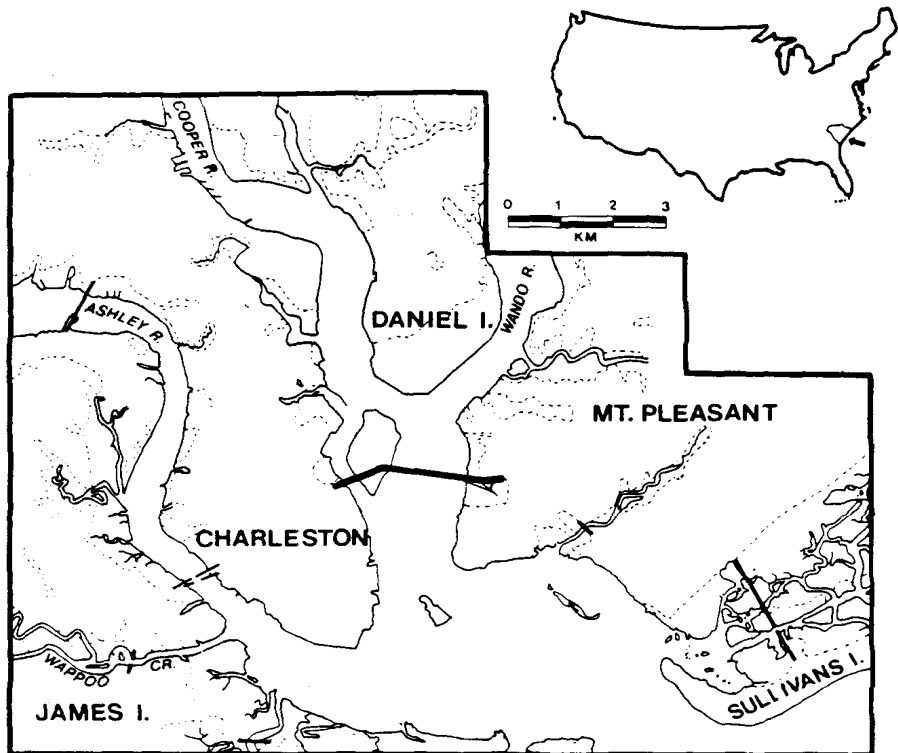 COOPER R.
0 1 2 3
KM
ASHLEY R.
DANIEL I.
WANDO R.
MT. PLEASANT
CHARLESTON
WAPPOO CR.
JAMES I.
SULLIVANS I.